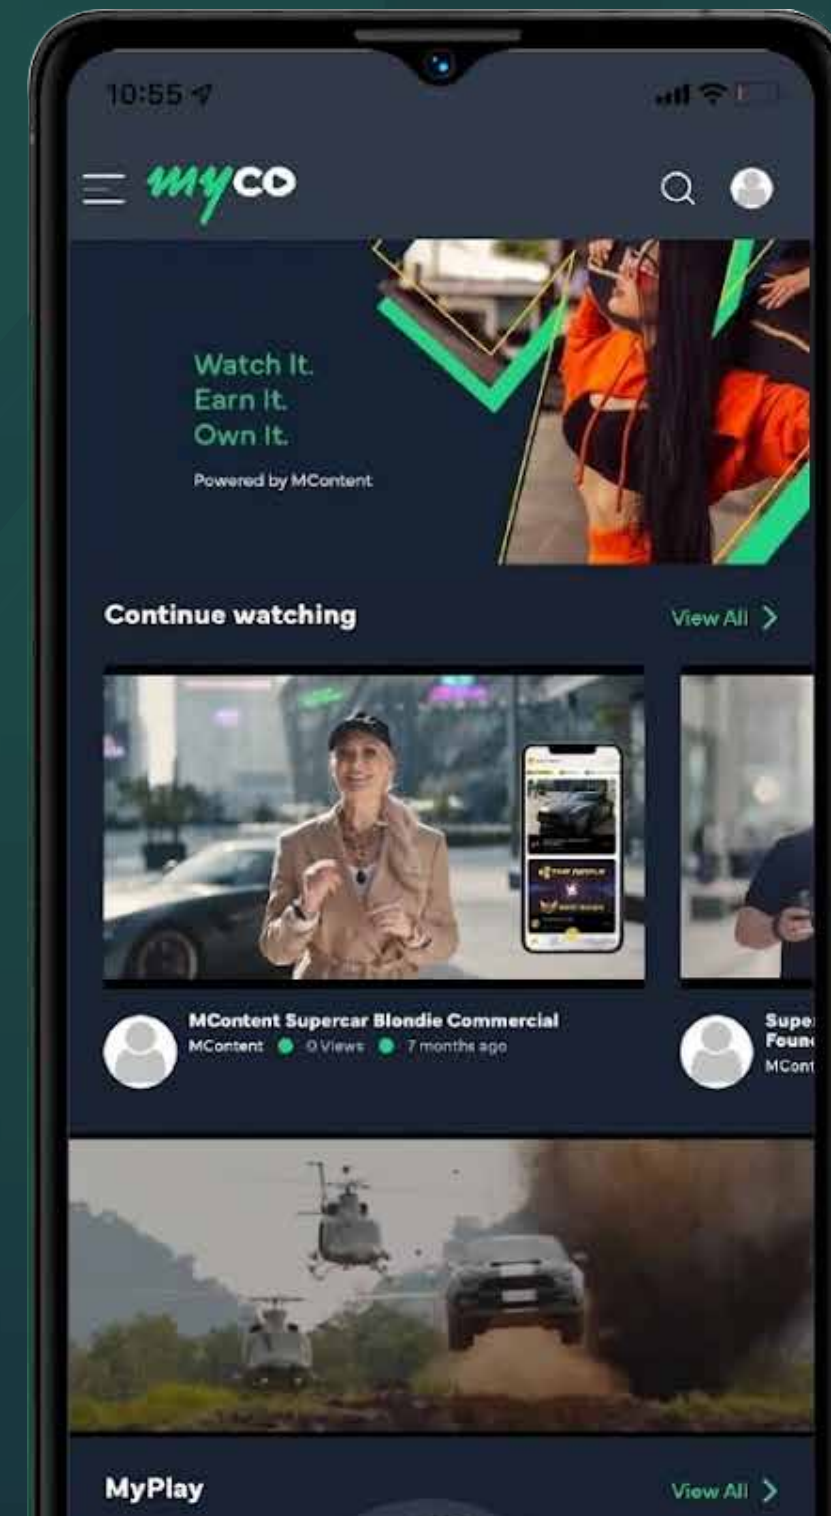 10:55
myco
Watch It.
Earn It.
Own It.
Powered by MContent
Continue watching
View All
MContent Supercar Blondie Commercial
MContent 0 Views 7 months ago
Supe
Foun
MCont
MyPlay
View All